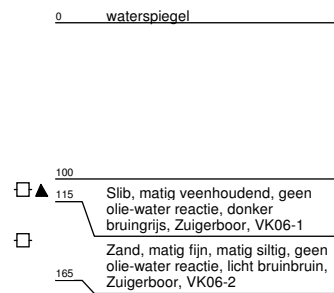 0 waterspiegel
100
115 Slib, matig veenhoudend, geen
olie-water reactie, donker
bruingrijs, Zuigerboor, VK06-1
Zand, matig fijn, matig siltig, geen
olie-water reactie, licht bruinbruin,
165 Zuigerboor, VK06-2